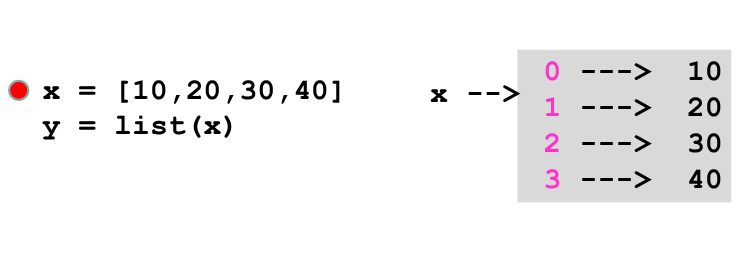 x = [10,20,30,40]
y = list(x)
x -->
0 ---> 10
1 ---> 20
2 ---> 30
3 ---> 40